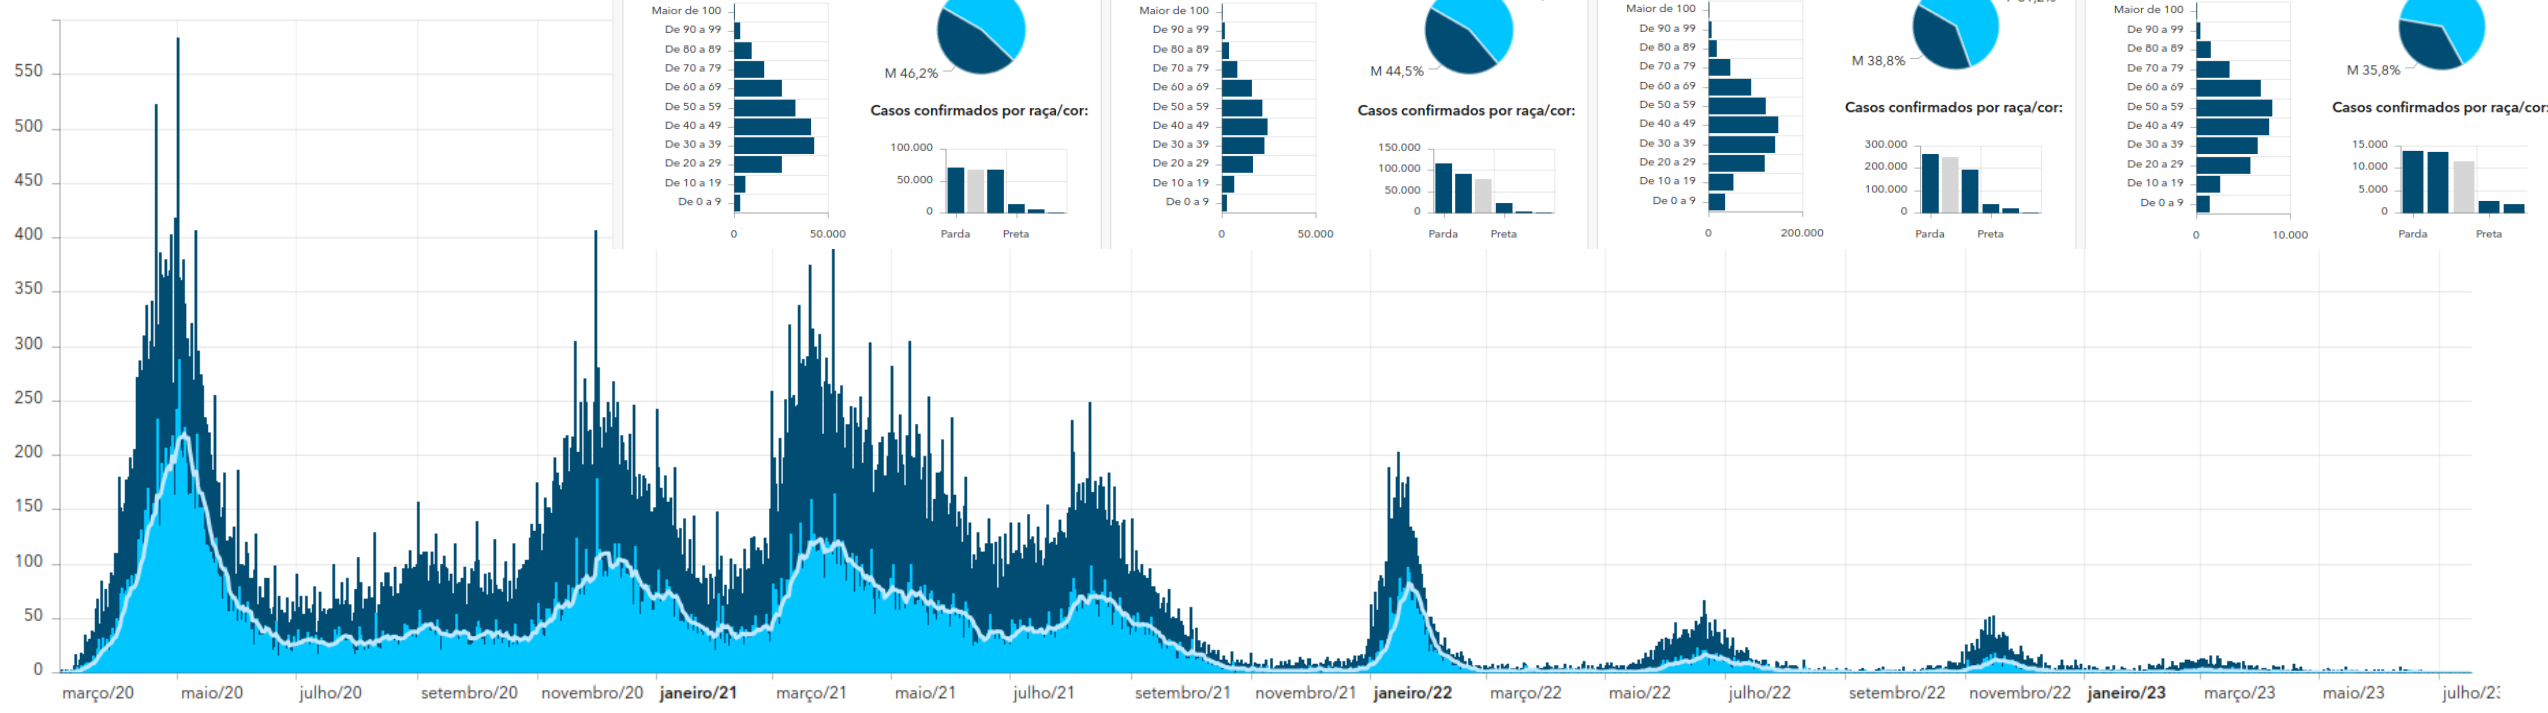 550
500
450
400
350
300
250
200
150
100
50
0
março/20
maio/20
julho/20
setembro/20
novembro/20
janeiro/21
março/21
maio/21
julho/21
setembro/21
novembro/21
janeiro/22
março/22
maio/22
julho/22
setembro/22
novembro/22
janeiro/23
março/23
maio/23
Maior de 100
De 90 a 99
De 80 a 89
De 70 a 79
De 60 a 69
De 50 a 59
De 40 a 49
De 30 a 39
De 20 a 29
De 10 a 19
De 0 a 9
0
50.000
M 46,2%
Casos confirmados por raça/cor:
100.000
50.000
0
Parda
Preta
Maior de 100
De 90 a 99
De 80 a 89
De 70 a 79
De 60 a 69
De 50 a 59
De 40 a 49
De 30 a 39
De 20 a 29
De 10 a 19
De 0 a 9
0
50.000
M 44,5%
Casos confirmados por raça/cor:
150.000
100.000
50.000
0
Parda
Preta
Maior de 100
De 90 a 99
De 80 a 89
De 70 a 79
De 60 a 69
De 50 a 59
De 40 a 49
De 30 a 39
De 20 a 29
De 10 a 19
De 0 a 9
0
200.000
M 38,8%
Casos confirmados por raça/cor:
300.000
200.000
100.000
0
Parda
Preta
Maior de 100
De 90 a 99
De 80 a 89
De 70 a 79
De 60 a 69
De 50 a 59
De 40 a 49
De 30 a 39
De 20 a 29
De 10 a 19
De 0 a 9
0
10.000
M 35,8%
Casos confirmados por raça/cor:
15.000
10.000
5.000
0
Parda
Preta